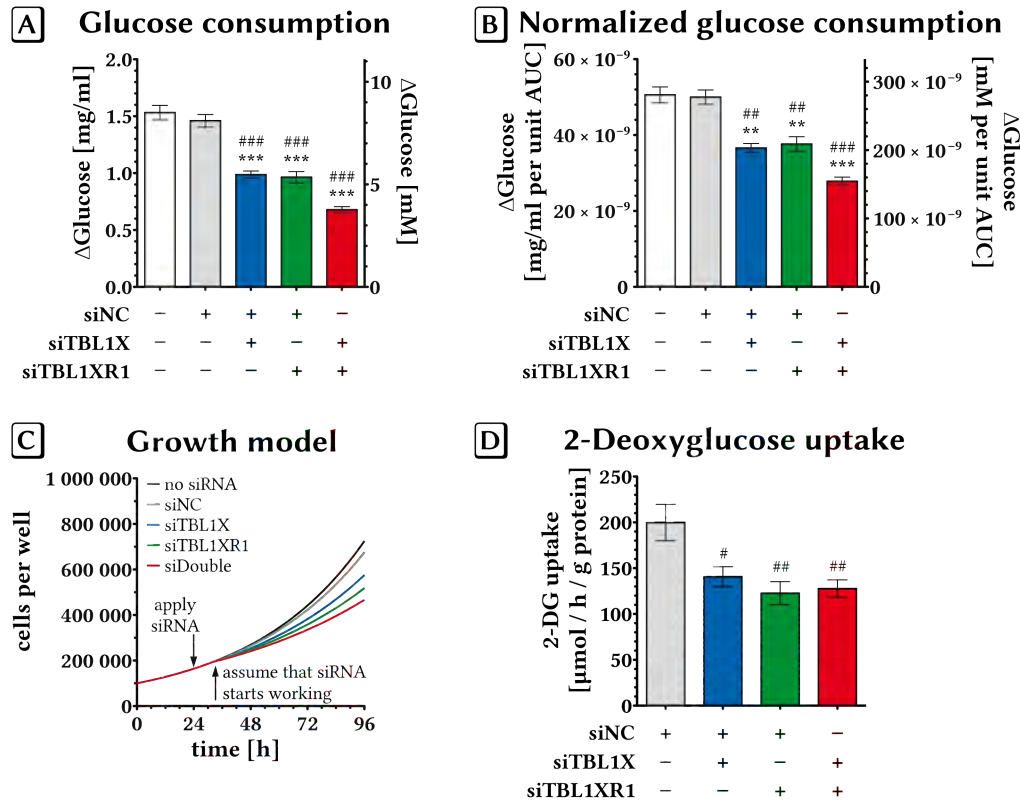 A Glucose consumption
ΔGlucose [mg/ml]
2.0
1.5
1.0
0.5
0.0
### ***
### ***
### ***
10
5
0
ΔGlucose [mM]
siNC − + + + −
siTBL1X − − + − +
siTBL1XR1 − − − + +
B Normalized glucose consumption
ΔGlucose
[mg/ml per unit AUC]
60 × 10⁻⁹
40 × 10⁻⁹
20 × 10⁻⁹
0
## **
## **
### ***
300 × 10⁻⁹
200 × 10⁻⁹
100 × 10⁻⁹
0
ΔGlucose
[mM per unit AUC]
siNC − + + + −
siTBL1X − − + − +
siTBL1XR1 − − − + +
C Growth model
cells per well
1 000 000
800 000
600 000
400 000
200 000
0
no siRNA
siNC
siTBL1X
siTBL1XR1
siDouble
apply
siRNA
assume that siRNA
starts working
0 24 48 72 96
time [h]
D 2-Deoxyglucose uptake
2-DG uptake
[µmol / h / g protein]
250
200
150
100
50
0
# ## ##
siNC + + + −
siTBL1X − + − +
siTBL1XR1 − − + +